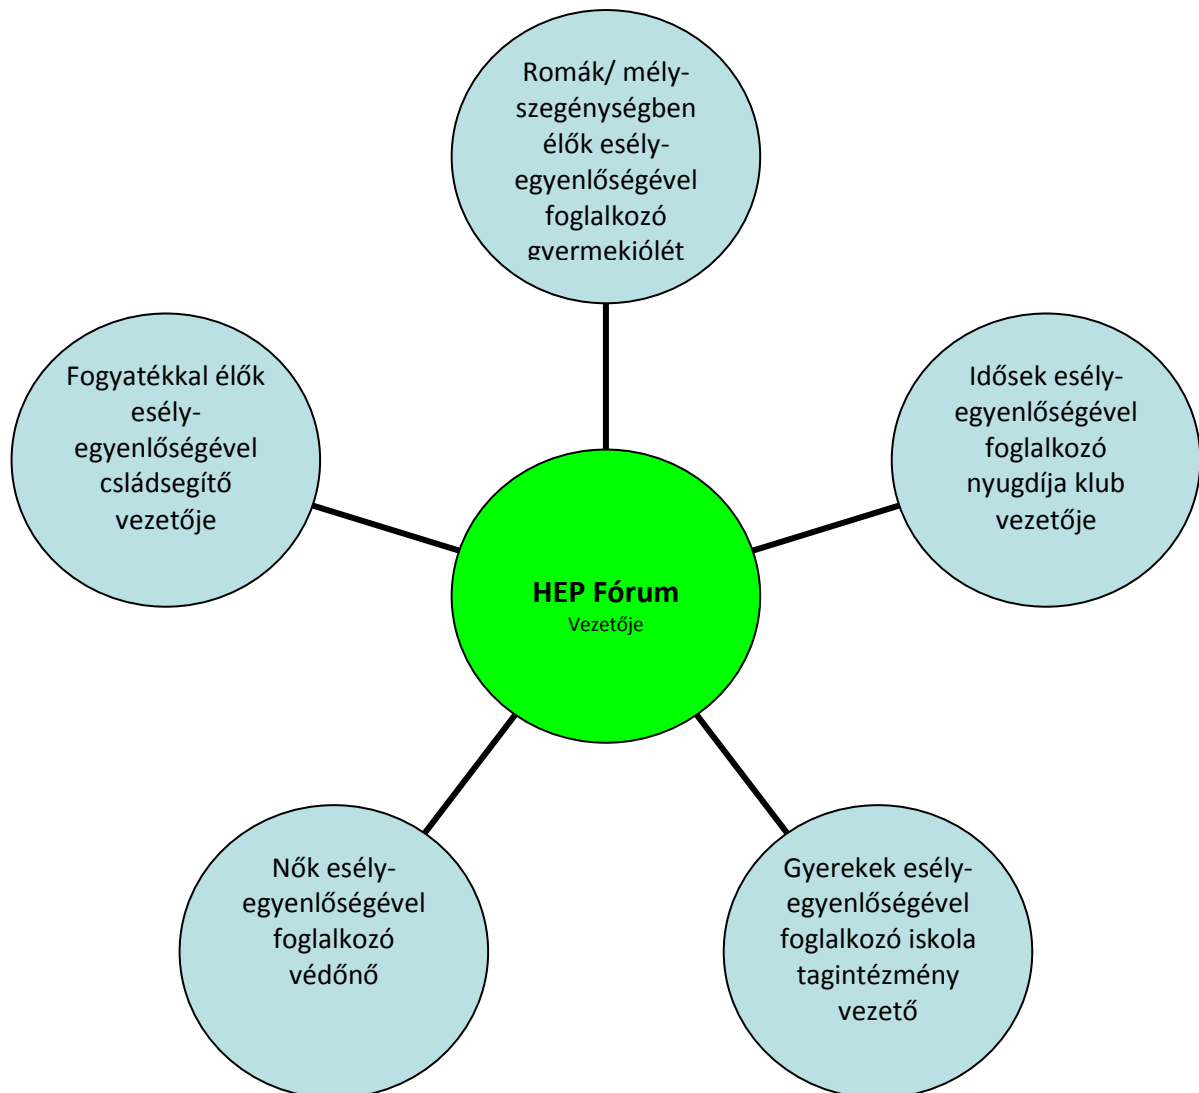 Romák/ mély-
szegénységben
élők esély-
egyenlőségével
foglalkozó
gyermekiólét
Fogyatékkal élők
esély-
egyenlőségével
csládsegítő
vezetője
Idősek esély-
egyenlőségével
foglalkozó
nyugdíja klub
vezetője
HEP Fórum
Vezetője
Nők esély-
egyenlőségével
foglalkozó
védőnő
Gyerekek esély-
egyenlőségével
foglalkozó iskola
tagintézmény
vezető